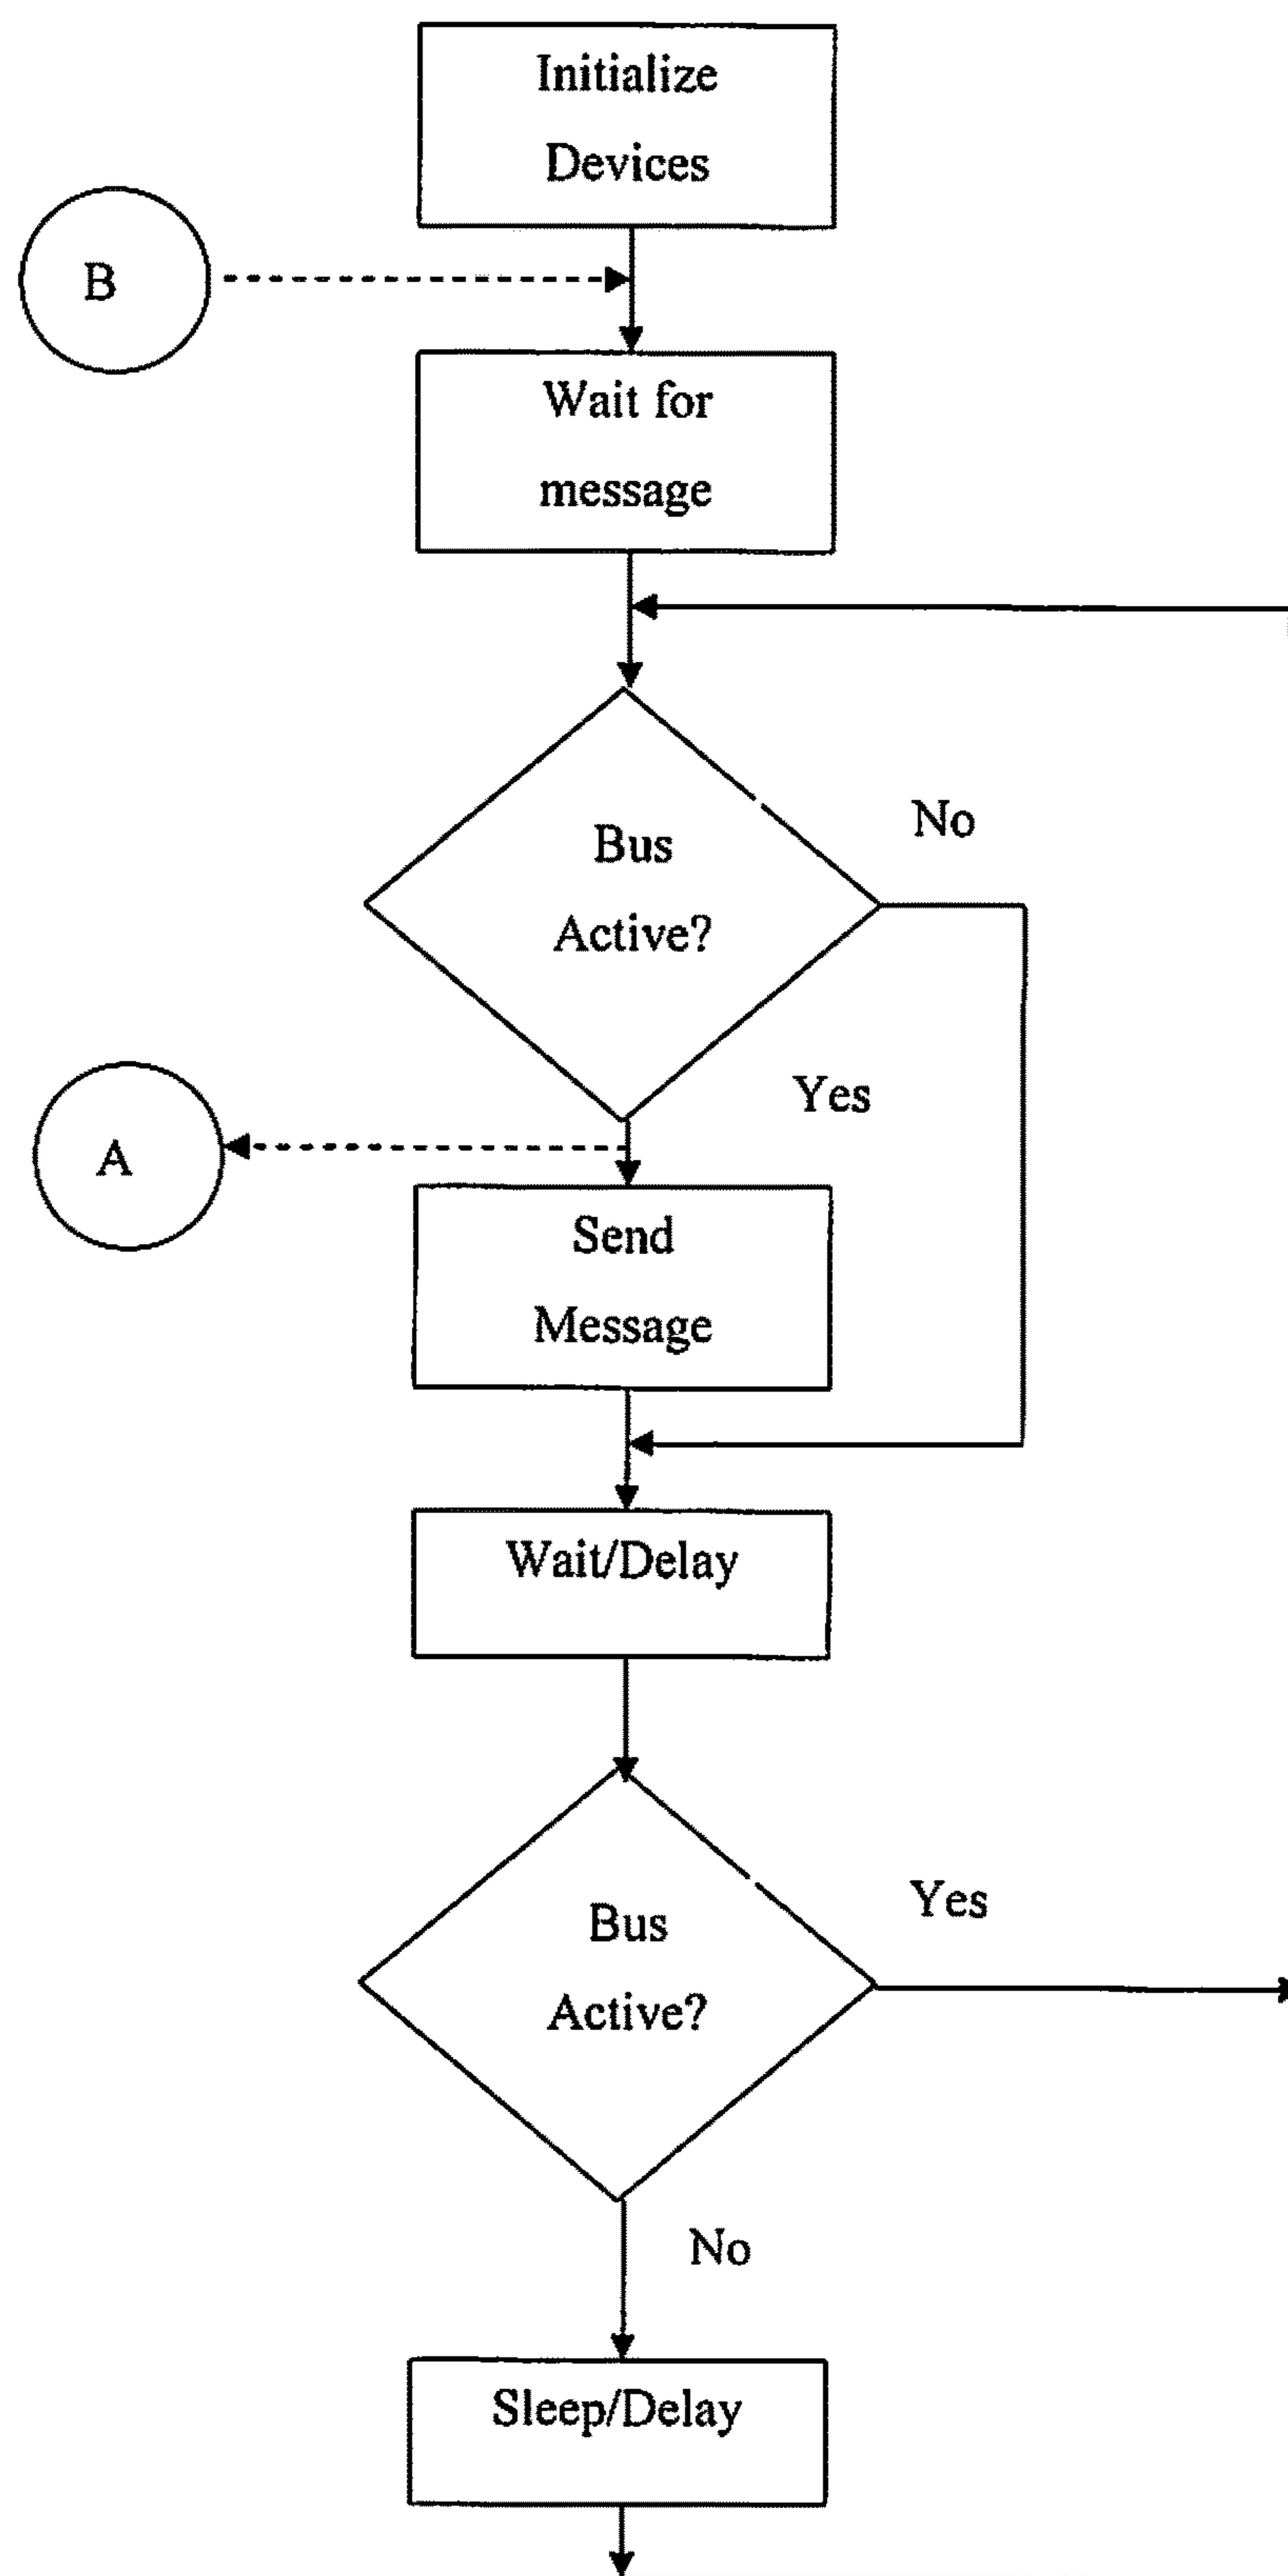 Initialize
Devices
B
Wait for
message
Bus
Active?
No
Yes
A
Send
Message
Wait/Delay
Bus
Active?
Yes
No
Sleep/Delay